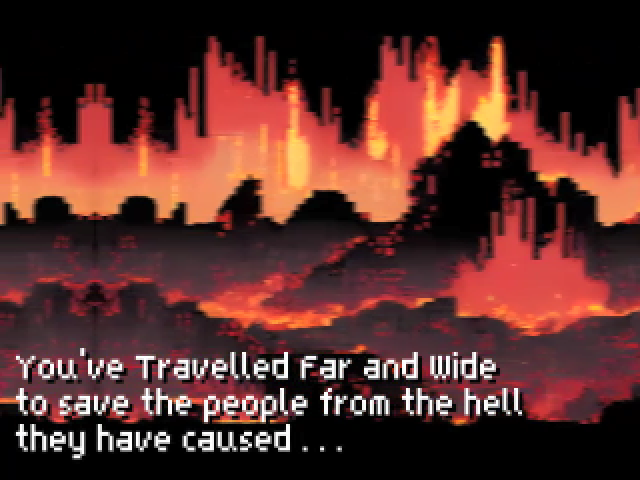 You've Travelled Far and Wide
to save the people from the hell
they have caused . . .